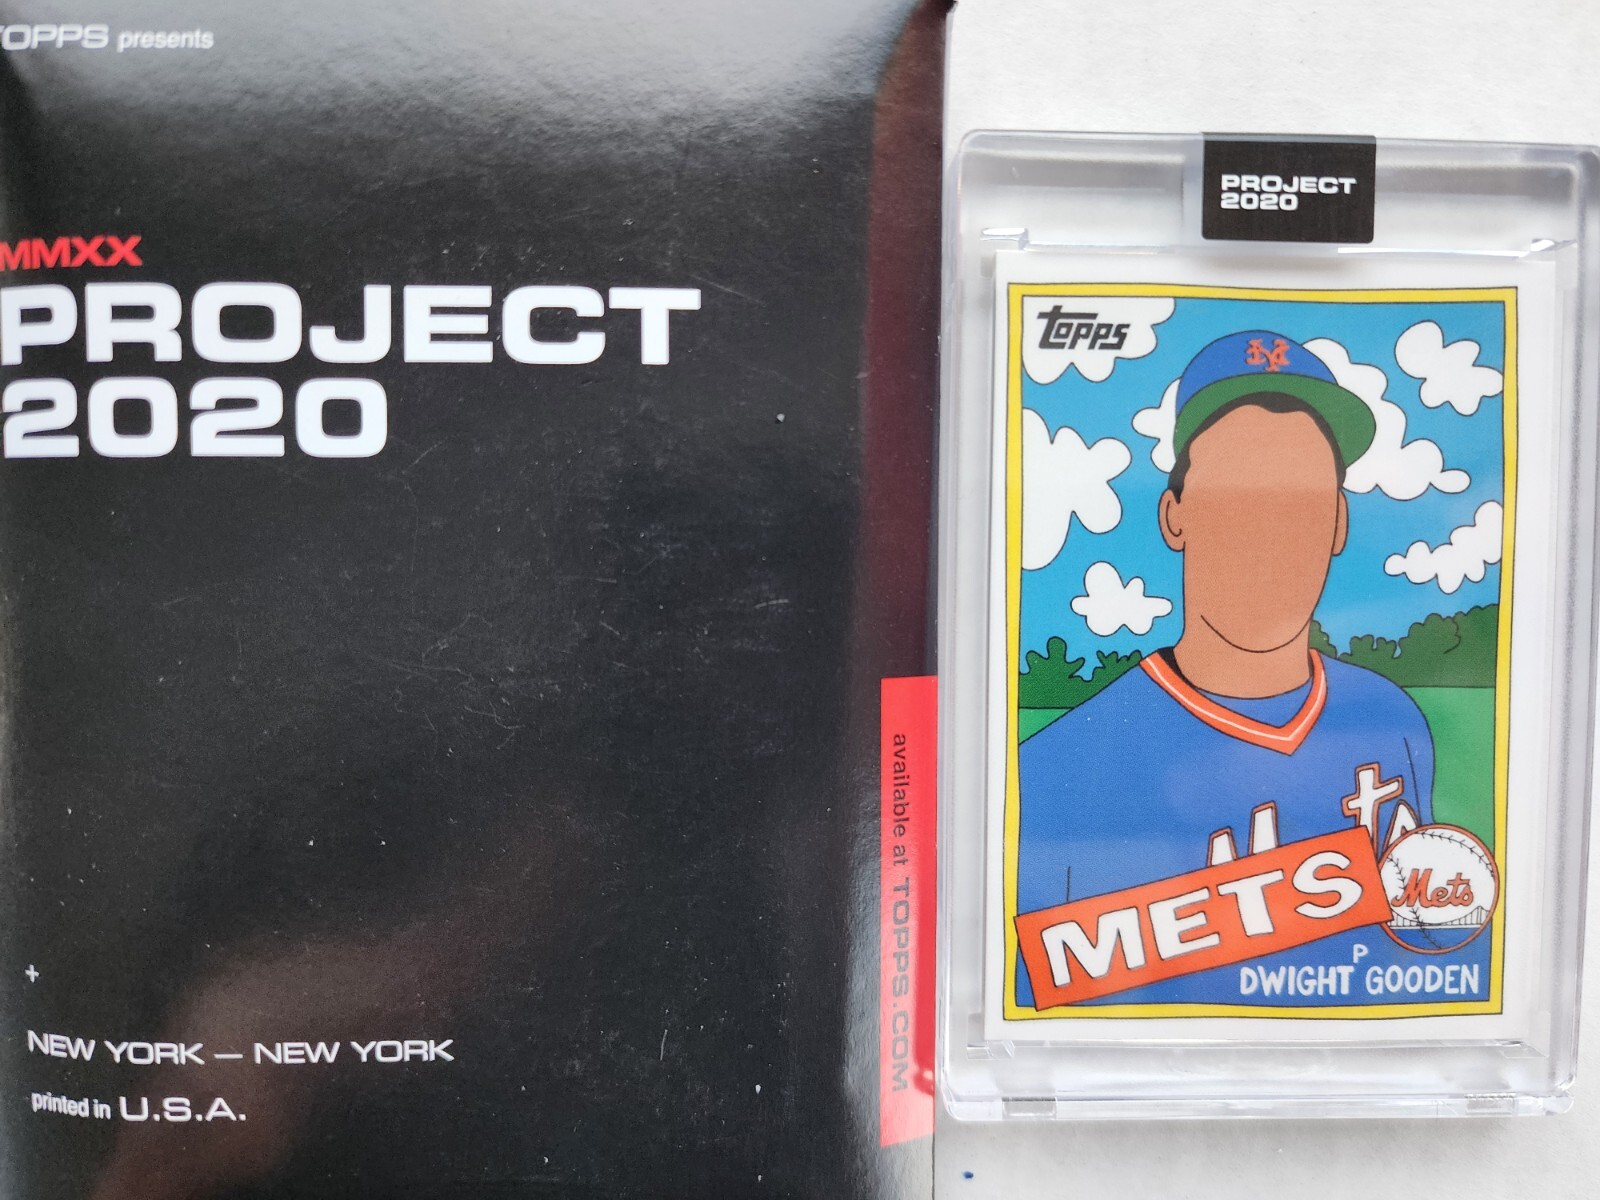 TOPPS presents
MMXX
PROJECT
2020
+
NEW YORK — NEW YORK
printed in U.S.A.
available at TOPPS.COM
PROJECT
2020
topps
NY
METS
Mets
P
DWIGHT GOODEN